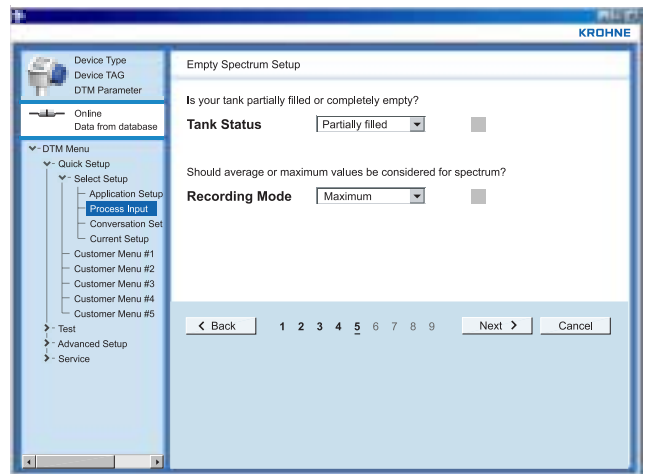 KROHNE
Device Type
Device TAG
DTM Parameter
Online
Data from database
DTM Menu
Quick Setup
Select Setup
Application Setup
Process Input
Conversation Set
Current Setup
Customer Menu #1
Customer Menu #2
Customer Menu #3
Customer Menu #4
Customer Menu #5
Test
Advanced Setup
Service
Empty Spectrum Setup
Is your tank partially filled or completely empty?
Tank Status Partially filled
Should average or maximum values be considered for spectrum?
Recording Mode Maximum
Back 1 2 3 4 5 6 7 8 9 Next Cancel